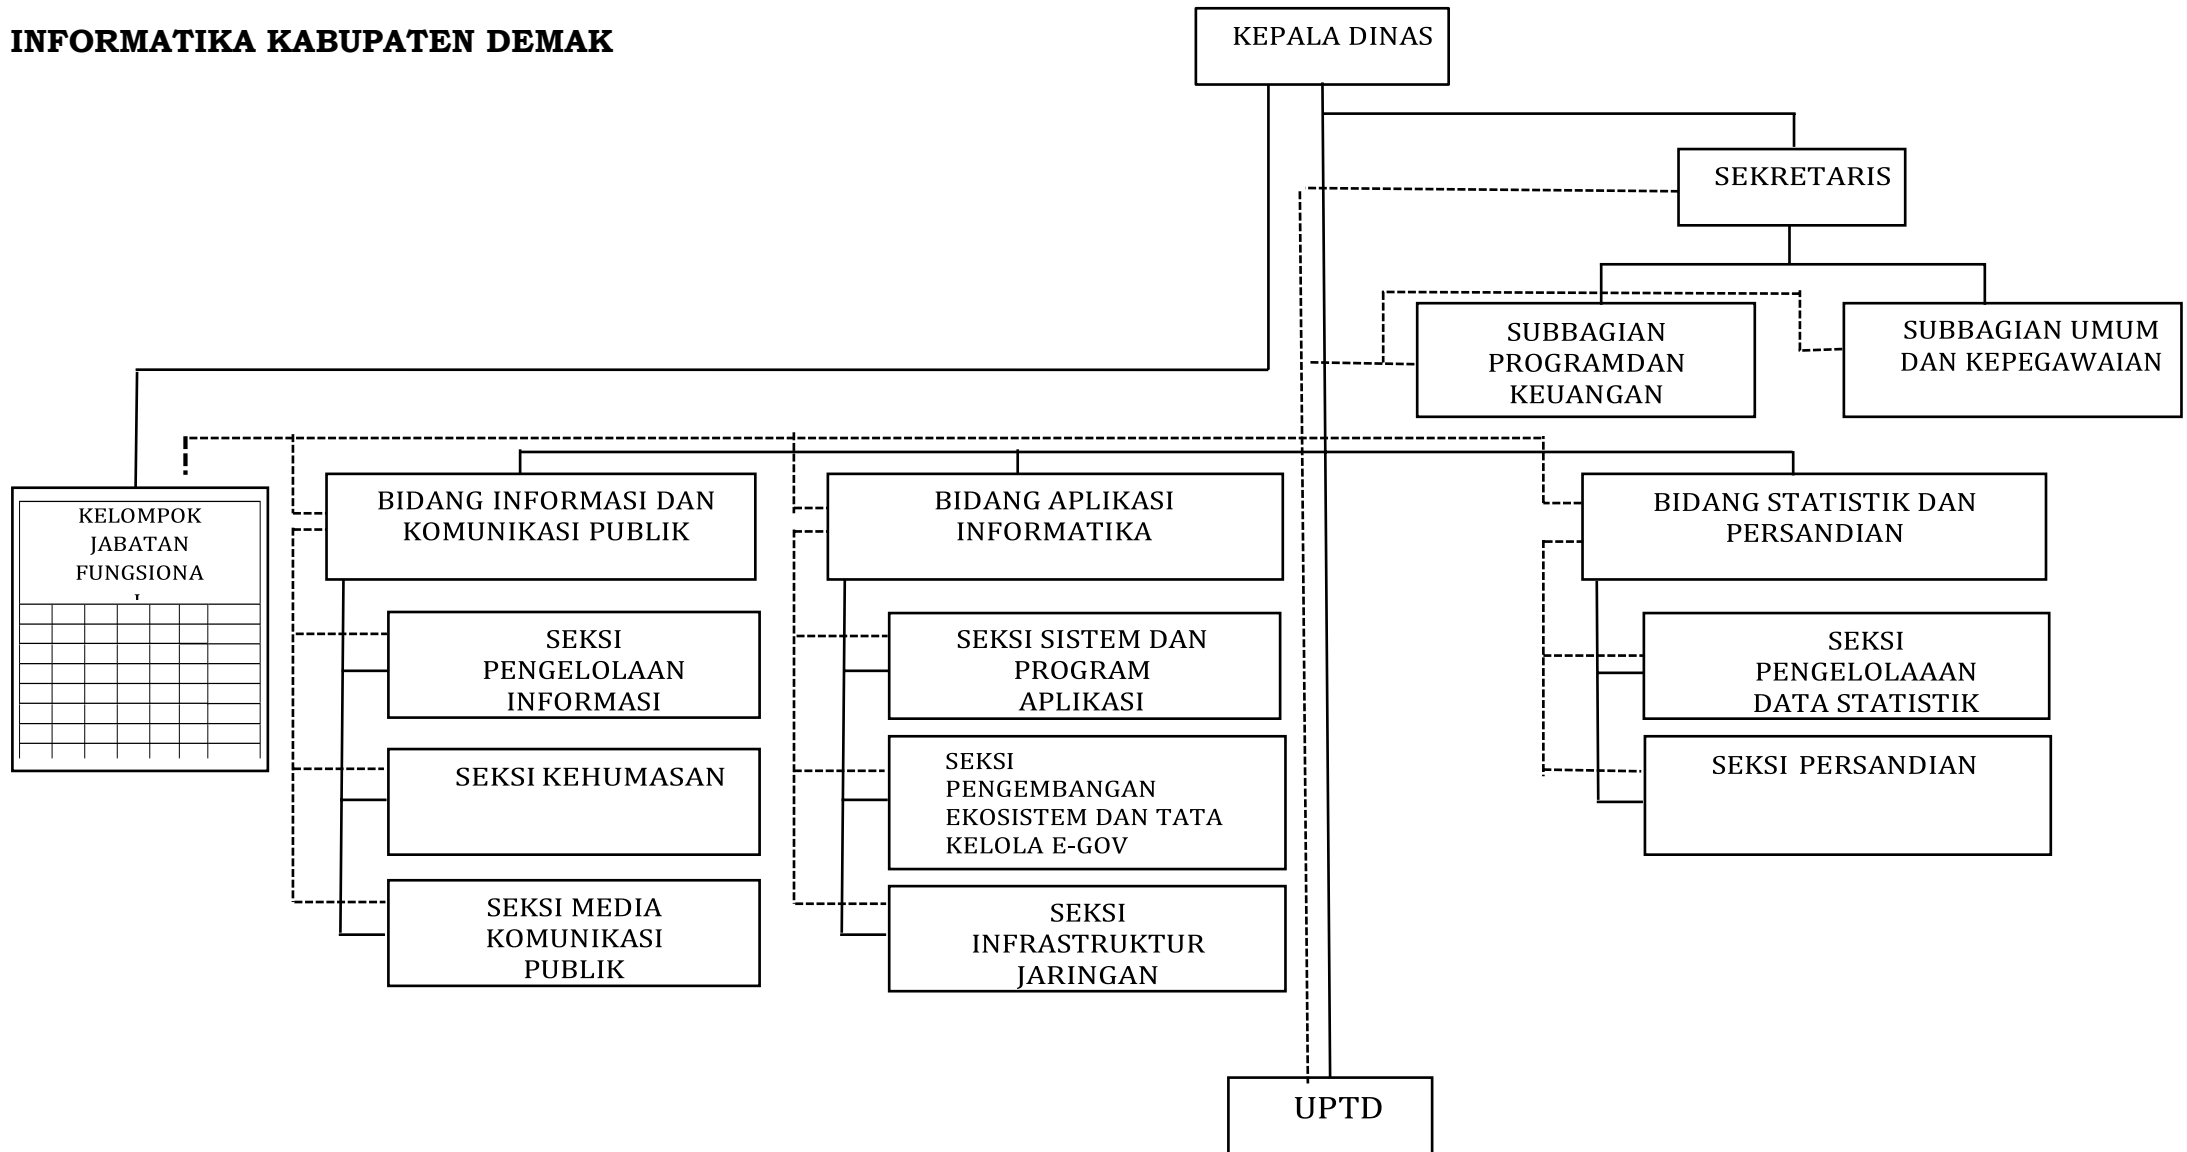 INFORMATIKA KABUPATEN DEMAK
KEPALA DINAS
SEKRETARIS
SUBBAGIAN
PROGRAMDAN
KEUANGAN
SUBBAGIAN UMUM
DAN KEPEGAWAIAN
KELOMPOK
JABATAN
FUNGSIONA
BIDANG INFORMASI DAN
KOMUNIKASI PUBLIK
BIDANG APLIKASI
INFORMATIKA
BIDANG STATISTIK DAN
PERSANDIAN
SEKSI
PENGELOLAAN
INFORMASI
SEKSI SISTEM DAN
PROGRAM
APLIKASI
SEKSI
PENGELOLAAAN
DATA STATISTIK
SEKSI KEHUMASAN
SEKSI
PENGEMBANGAN
EKOSISTEM DAN TATA
KELOLA E-GOV
SEKSI PERSANDIAN
SEKSI MEDIA
KOMUNIKASI
PUBLIK
SEKSI
INFRASTRUKTUR
JARINGAN
UPTD